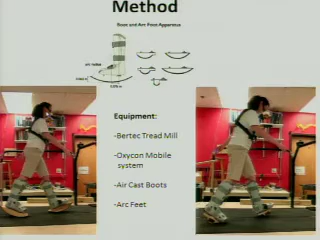 Method
Boot and Arc Foot Apparatus
Equipment:
-Bertec Tread Mill
-Oxycon Mobile
system
-Air Cast Boots
-Arc Feet